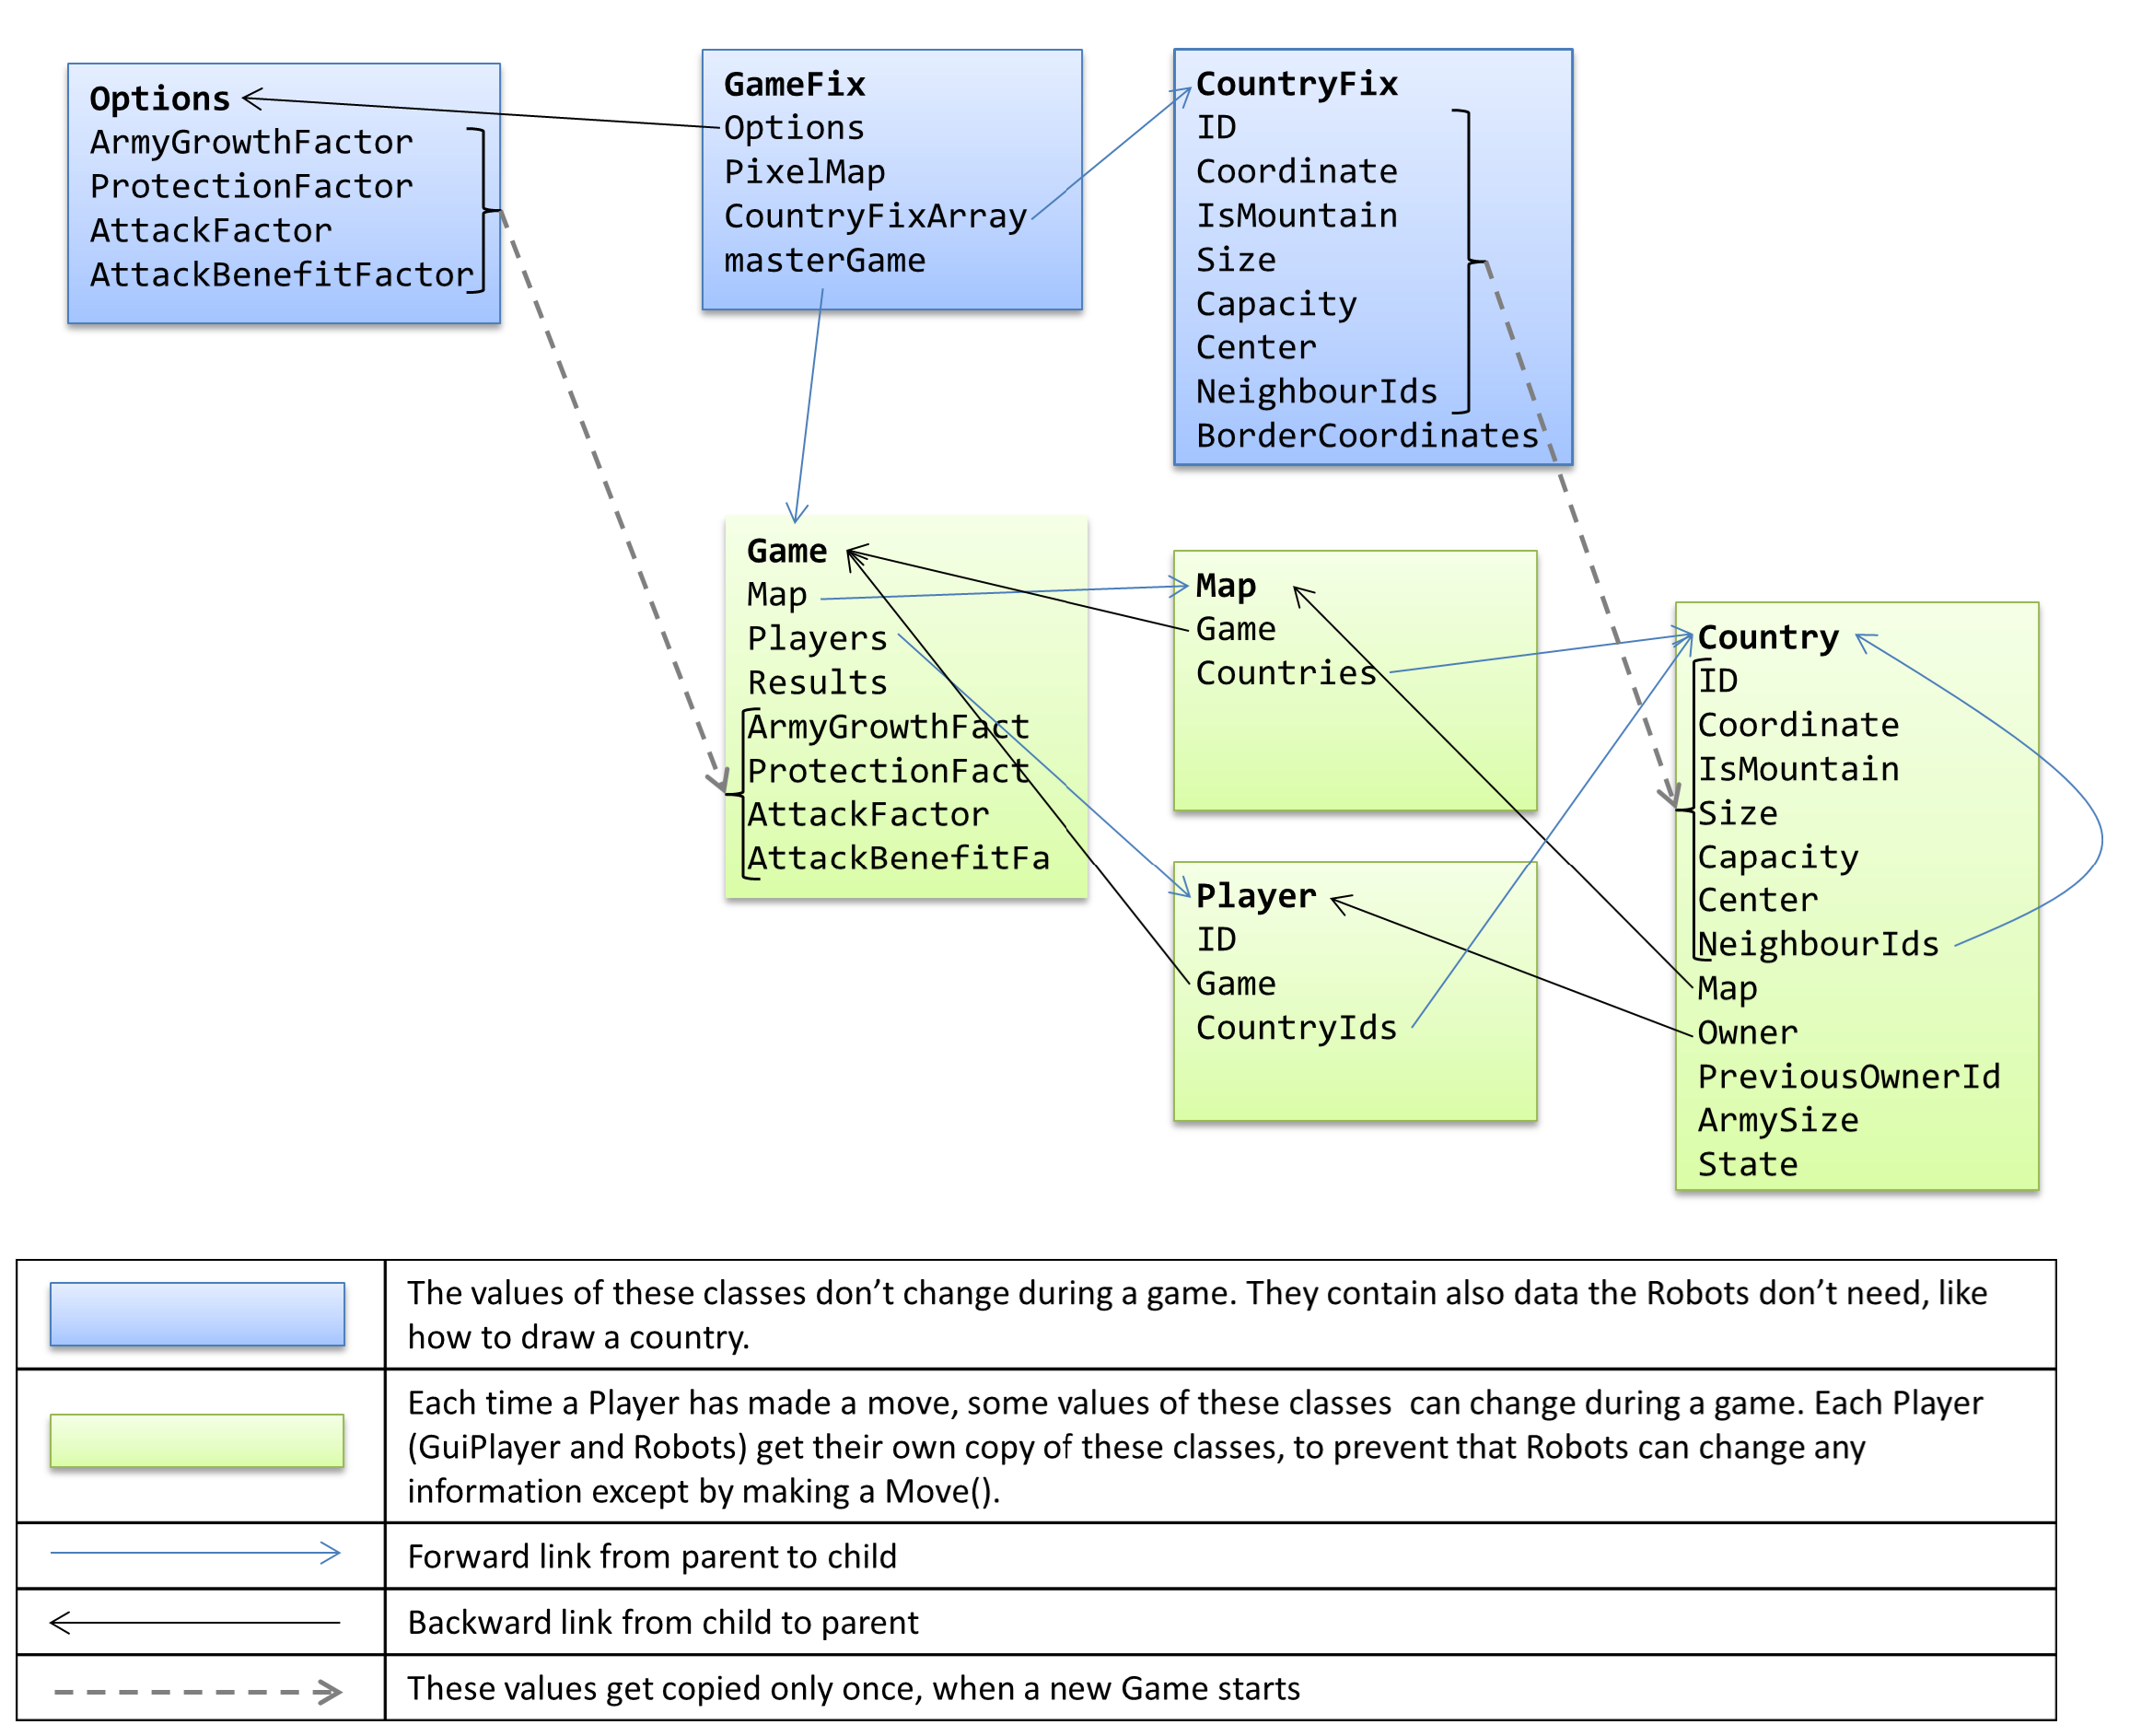 Options
ArmyGrowthFactor
ProtectionFactor
AttackFactor
AttackBenefitFactor
GameFix
Options
PixelMap
CountryFixArray
masterGame
CountryFix
ID
Coordinate
IsMountain
Size
Capacity
Center
NeighbourIds
BorderCoordinates
Game
Map
Players
Results
ArmyGrowthFact
ProtectionFact
AttackFactor
AttackBenefitFa
Map
Game
Countries
Player
ID
Game
CountryIds
Country
ID
Coordinate
IsMountain
Size
Capacity
Center
NeighbourIds
Map
Owner
PreviousOwnerId
ArmySize
State
The values of these classes don’t change during a game. They contain also data the Robots don’t need, like
how to draw a country.
Each time a Player has made a move, some values of these classes  can change during a game. Each Player
(GuiPlayer and Robots) get their own copy of these classes, to prevent that Robots can change any
information except by making a Move().
Forward link from parent to child
Backward link from child to parent
These values get copied only once, when a new Game starts